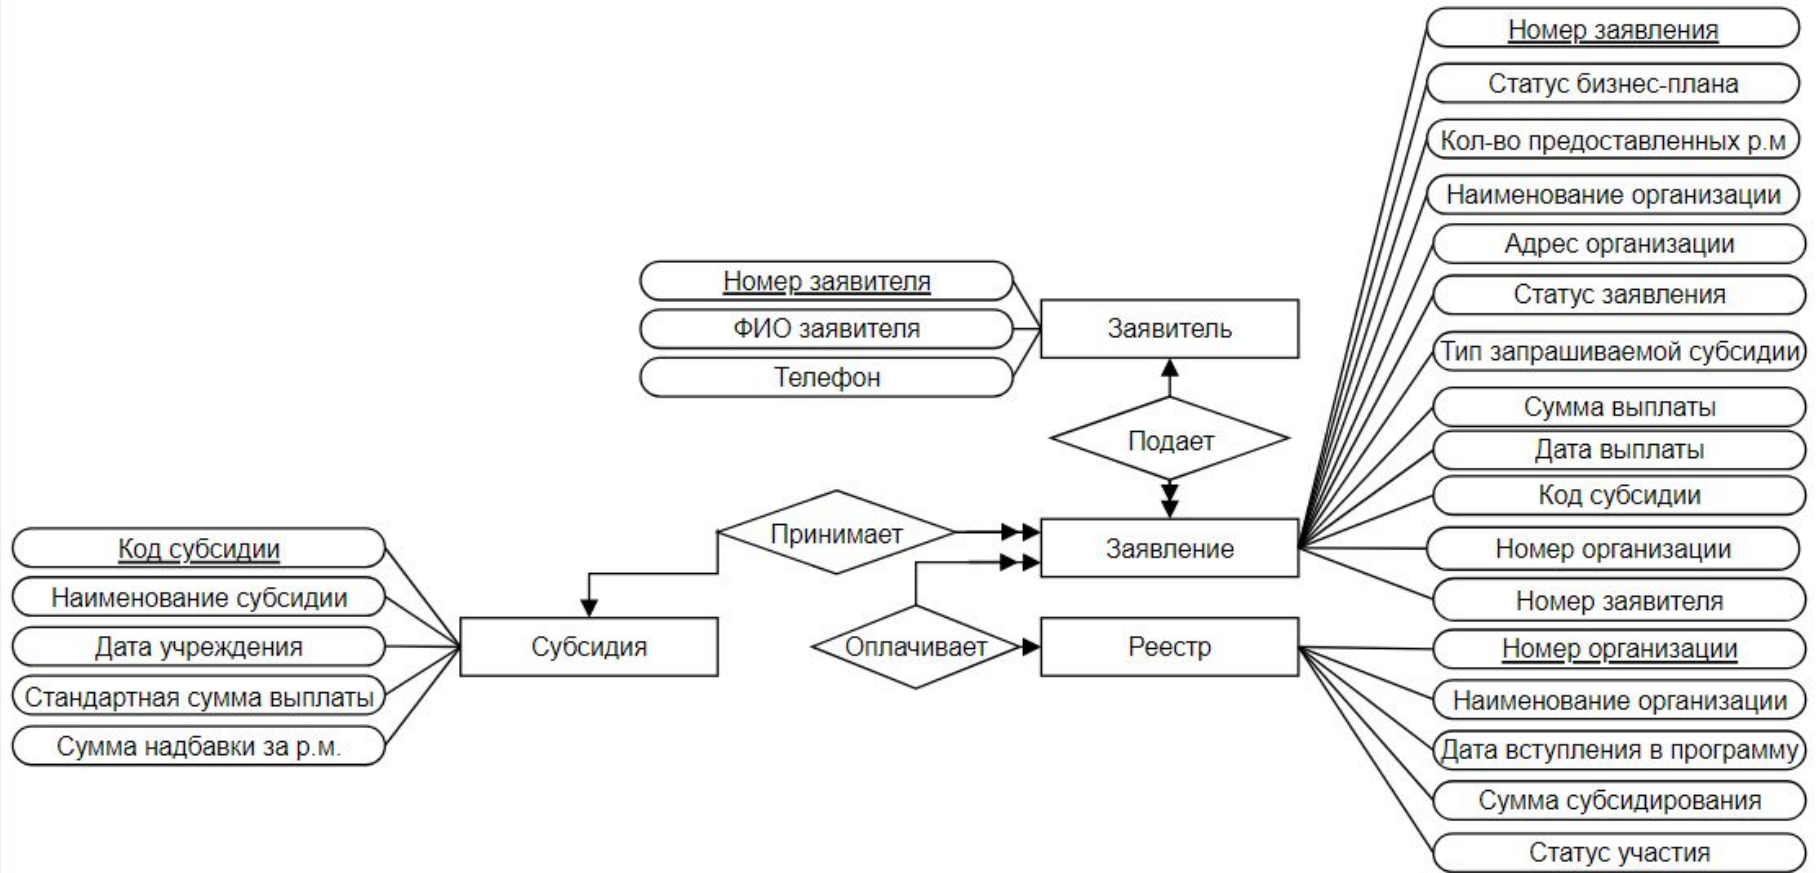 Номер заявления
Статус бизнес-плана
Кол-во предоставленных р.м
Наименование организации
Адрес организации
Статус заявления
Тип запрашиваемой субсидии
Сумма выплаты
Дата выплаты
Код субсидии
Номер организации
Номер заявителя
Номер заявителя
ФИО заявителя
Телефон
Заявитель
Подает
Принимает
Заявление
Код субсидии
Наименование субсидии
Дата учреждения
Стандартная сумма выплаты
Сумма надбавки за р.м.
Субсидия
Оплачивает
Реестр
Номер организации
Наименование организации
Дата вступления в программу
Сумма субсидирования
Статус участия